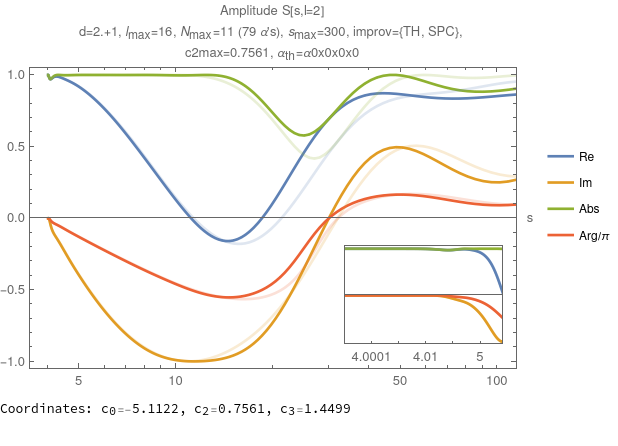 Amplitude S[s,l=2]
d=2.+1, lmax=16, Nmax=11 (79 α's), smax=300, improv={TH, SPC},
c2max=0.7561, αth=α0x0x0x0
1.0
0.5
0.0
-0.5
-1.0
s
Re
Im
Abs
Arg/π
4.0001 4.01 5
5 10 50 100
Coordinates: c0=-5.1122, c2=0.7561, c3=1.4499